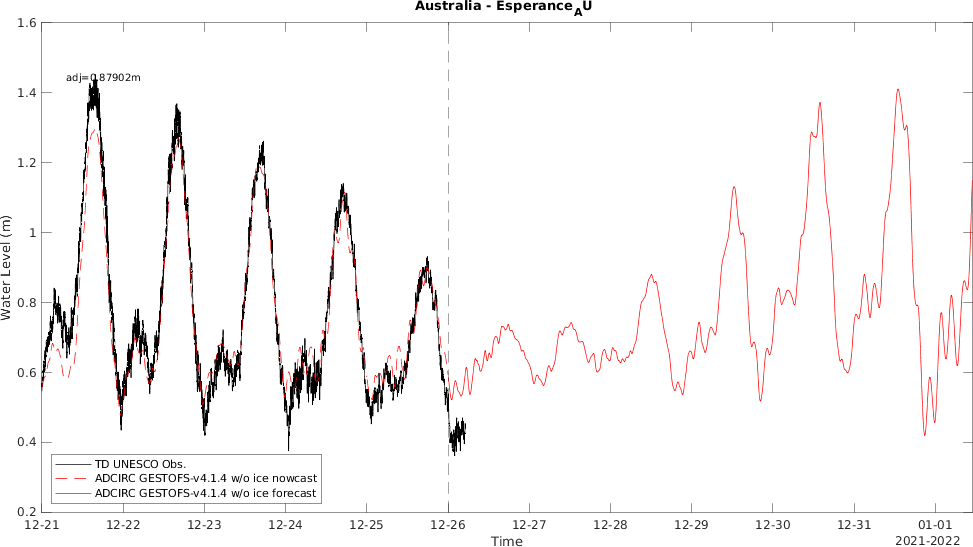 Australia - Esperance_AU
adj=0.87902m
1.6
1.4
1.2
1
0.8
0.6
0.4
0.2
Water Level (m)
TD UNESCO Obs.
ADCIRC GESTOFS-v4.1.4 w/o ice nowcast
ADCIRC GESTOFS-v4.1.4 w/o ice forecast
12-21 12-22 12-23 12-24 12-25 12-26 12-27 12-28 12-29 12-30 12-31 01-01
Time
2021-2022